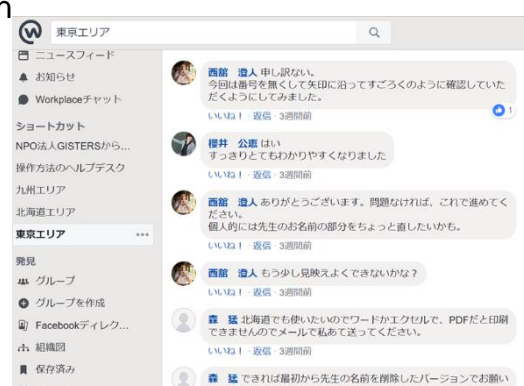 n
東京エリア
ニュースフィード
お知らせ
Workplaceチャット
ショートカット
NPO法人GISTERSから...
操作方法のヘルプデスク
九州エリア
北海道エリア
東京エリア
発見
グループ
グループを作成
Facebookディレク...
組織図
保存済み
西館 澄人 申し訳ない。
今回は番号を無くして矢印に沿ってすごろくのように確認していた
だくようにしてみました。
いいね！ · 返信 · 3週間前
1
櫻井 公恵 はい
すっきりとてもわかりやすくなりました
いいね！ · 返信 · 3週間前
西館 澄人 ありがとうございます。問題なければ、これで進めてく
ださい。
個人的には先生のお名前の部分をちょっと直したいかも。
いいね！ · 返信 · 3週間前
西館 澄人 もう少し見映えよくできないかな？
いいね！ · 返信 · 3週間前
森 猛 北海道でも使いたいのでワードかエクセルで、PDFだと印刷
できませんのでメールで私あて送ってください。
いいね！ · 返信 · 3週間前
森 猛 できれば最初から先生の名前を削除したバージョンでお願い